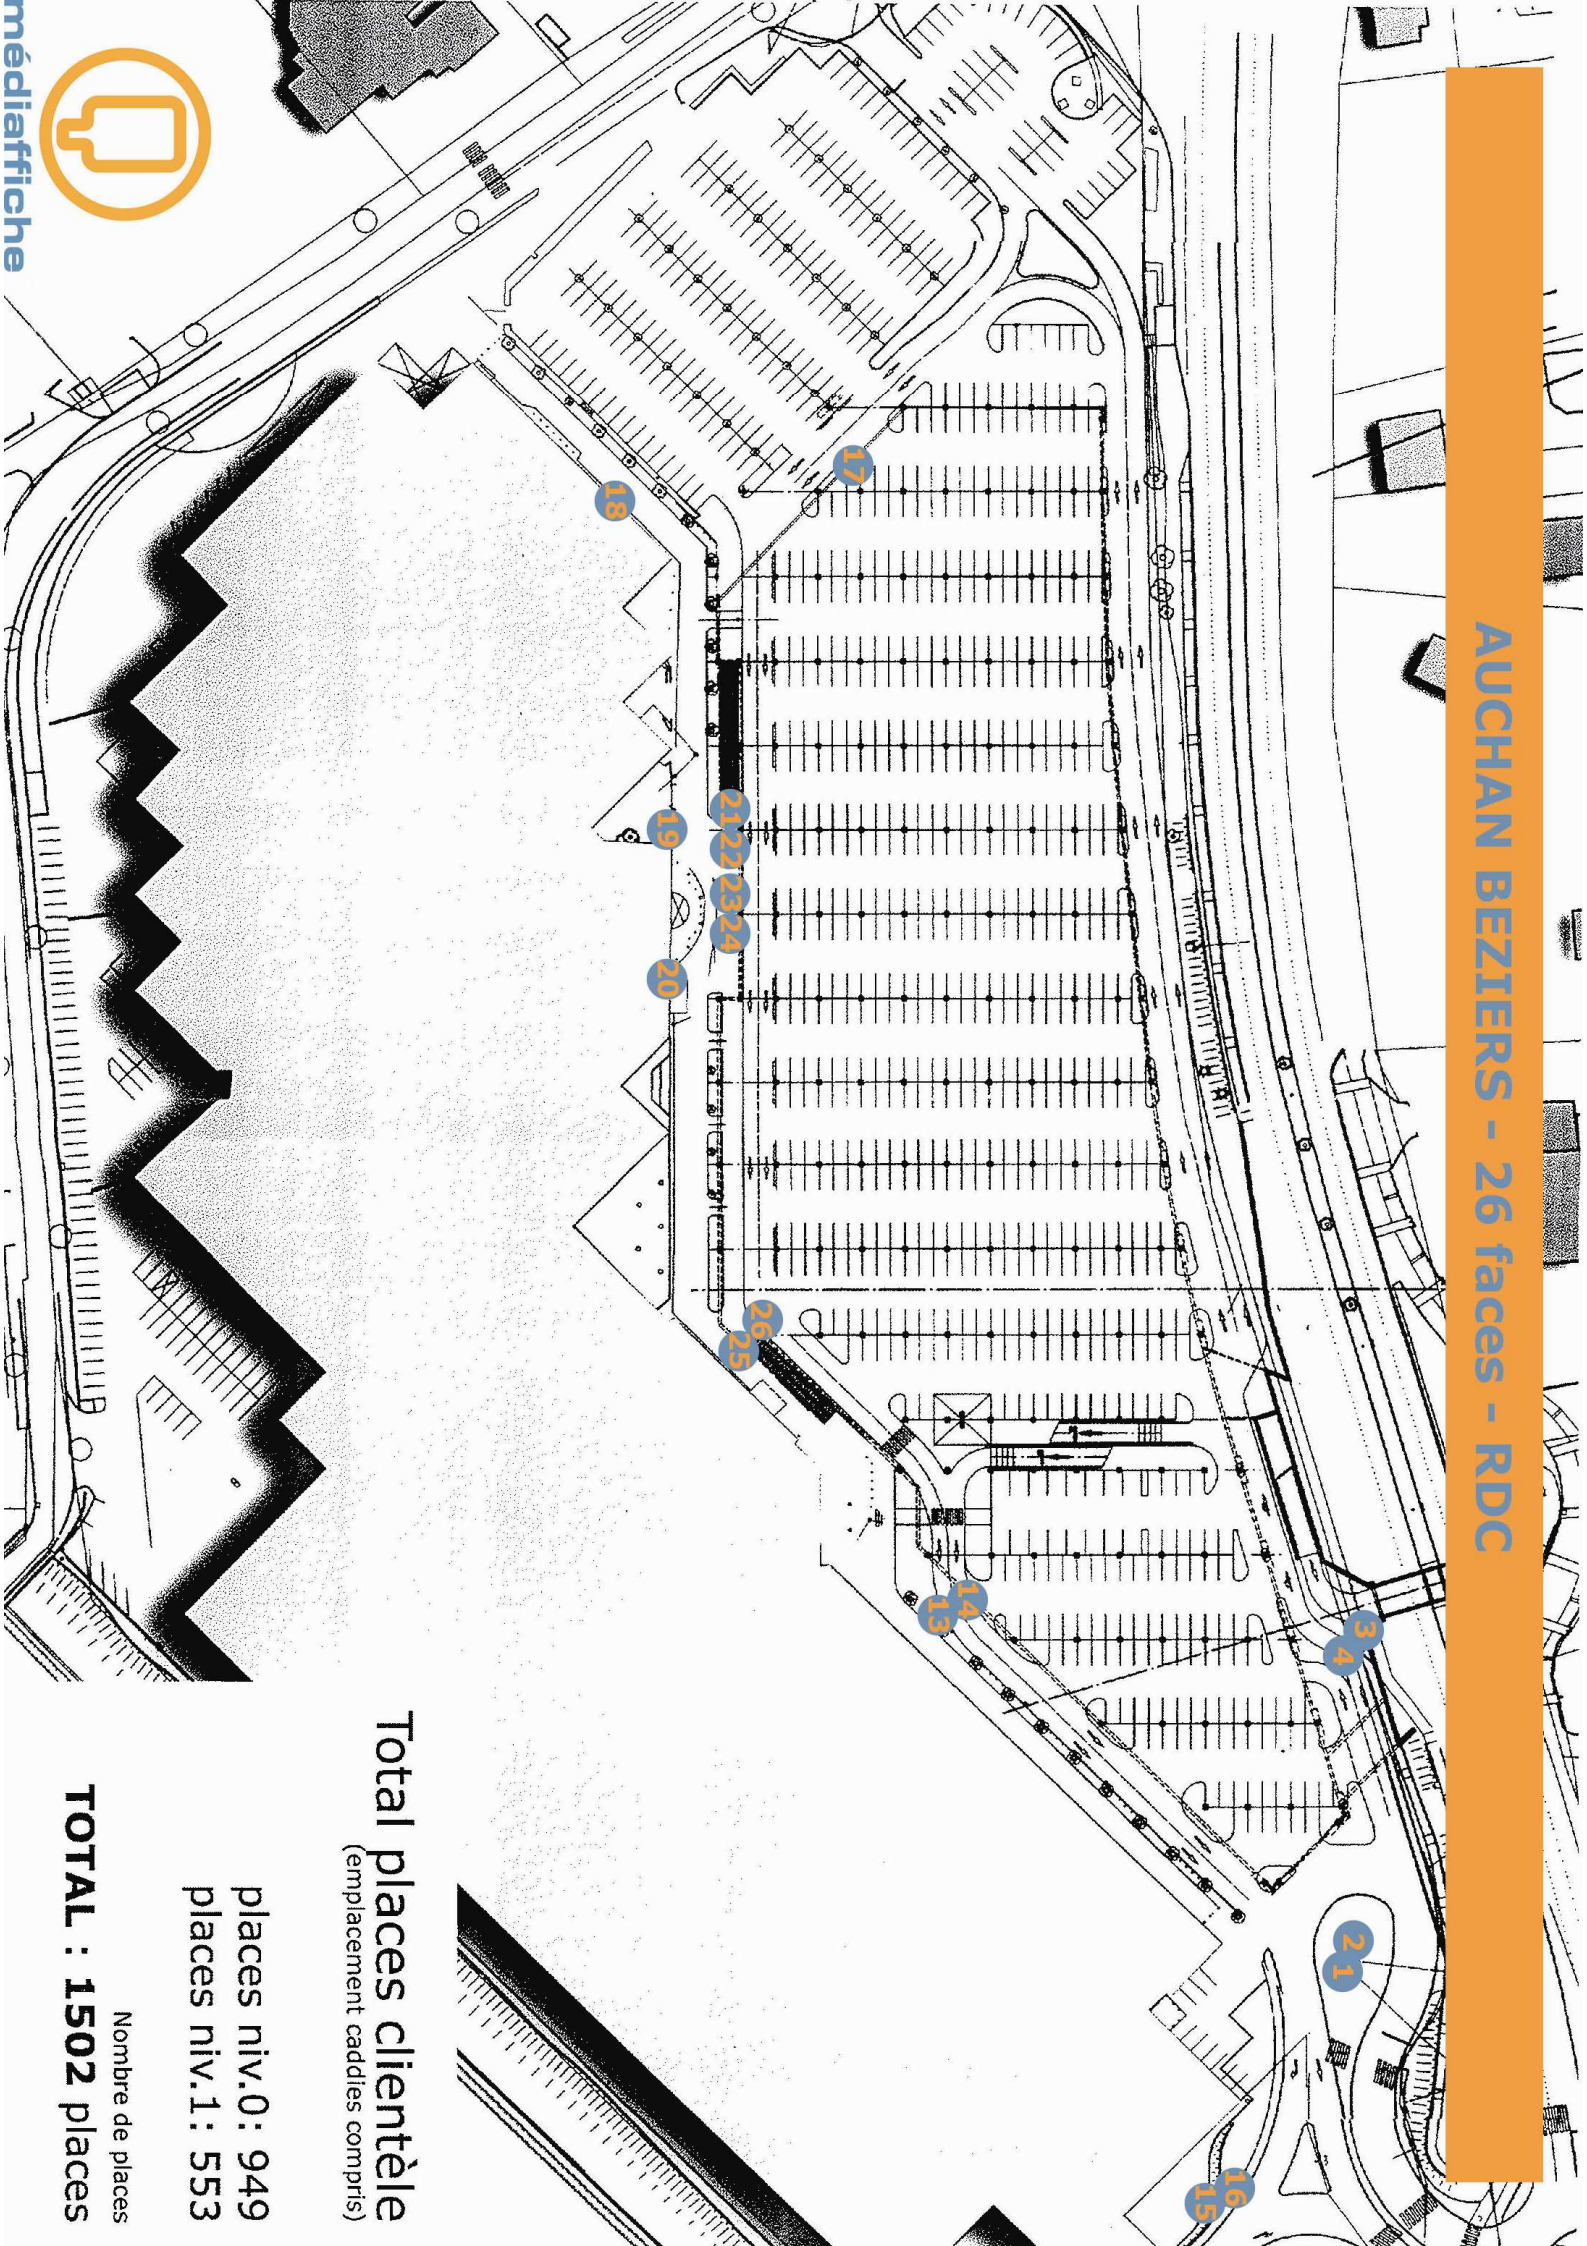 AUCHAN BEZIERS - 26 faces - RDC
médiaffiche
17
18
19
20
21
22
23
24
26
25
14
13
3
4
2
1
16
15
Total places clientèle
(emplacement caddies compris)
places niv.0: 949
places niv.1: 553
Nombre de places
TOTAL : 1502 places